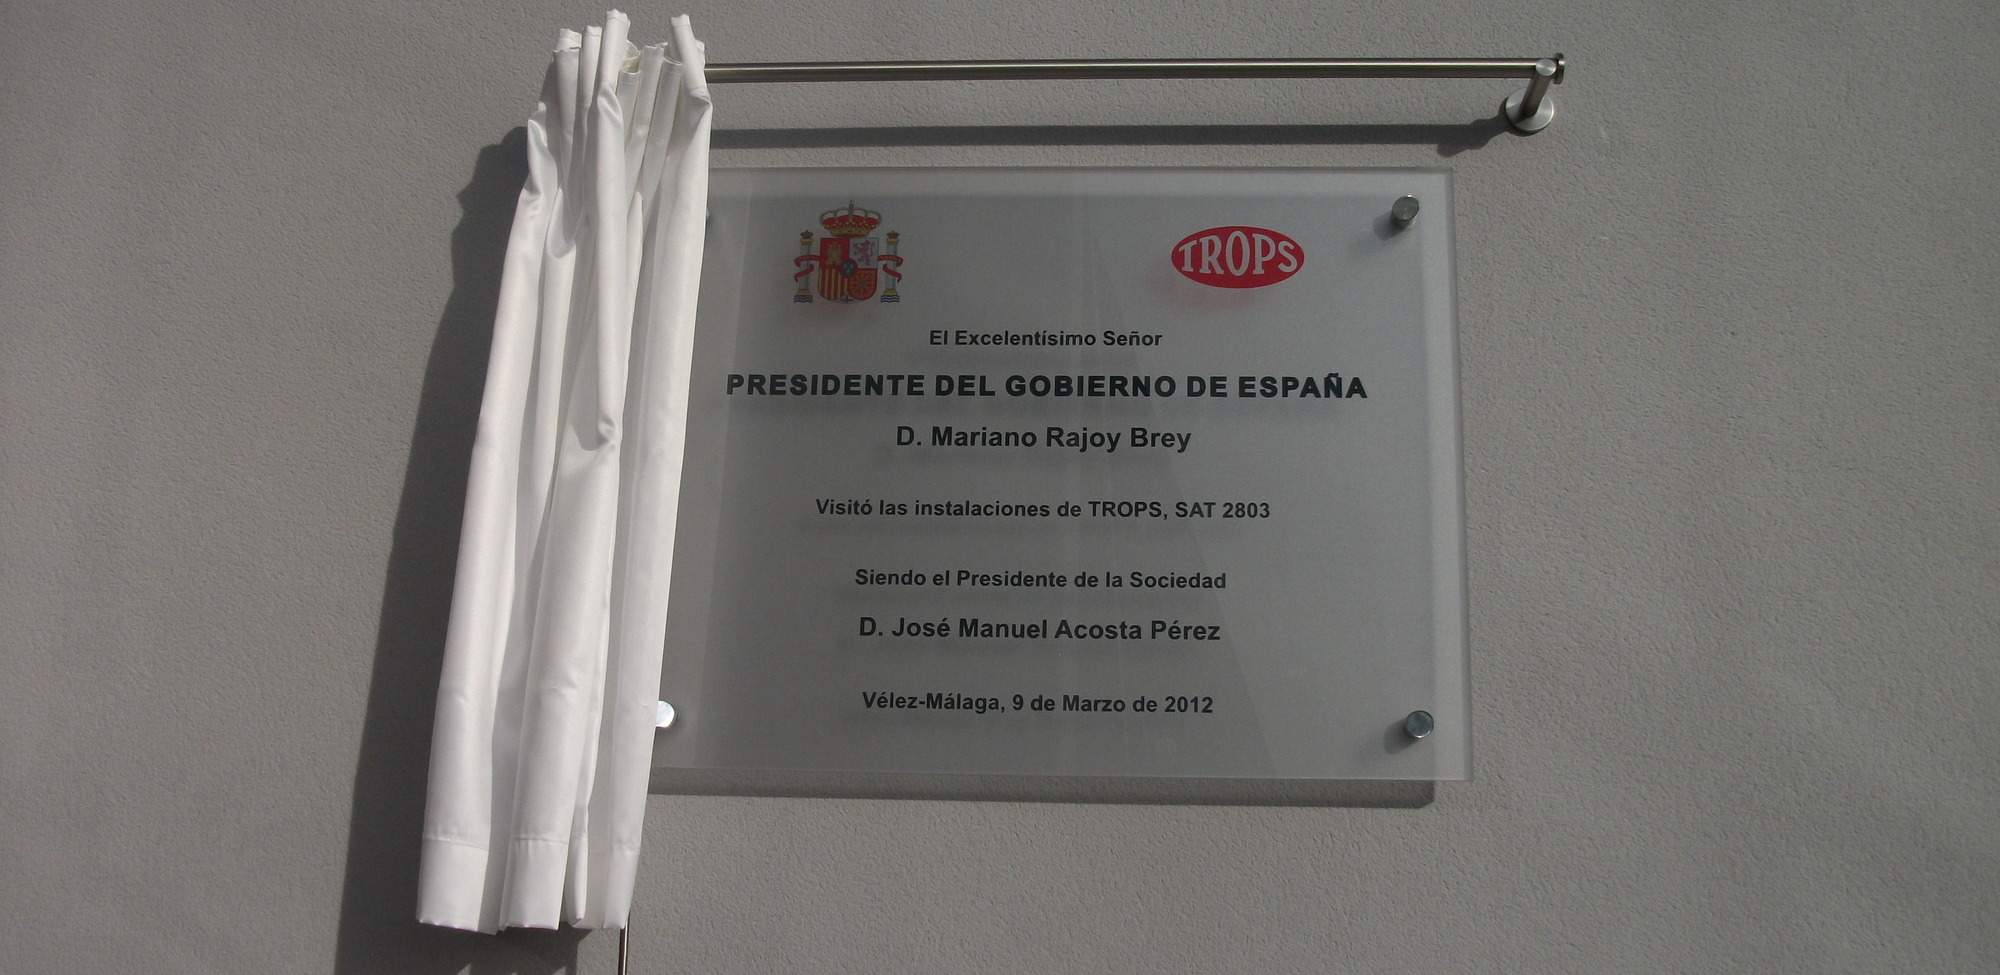 TROPS
El Excelentísimo Señor
PRESIDENTE DEL GOBIERNO DE ESPAÑA
D. Mariano Rajoy Brey
Visitó las instalaciones de TROPS, SAT 2803
Siendo el Presidente de la Sociedad
D. José Manuel Acosta Pérez
Vélez-Málaga, 9 de Marzo de 2012